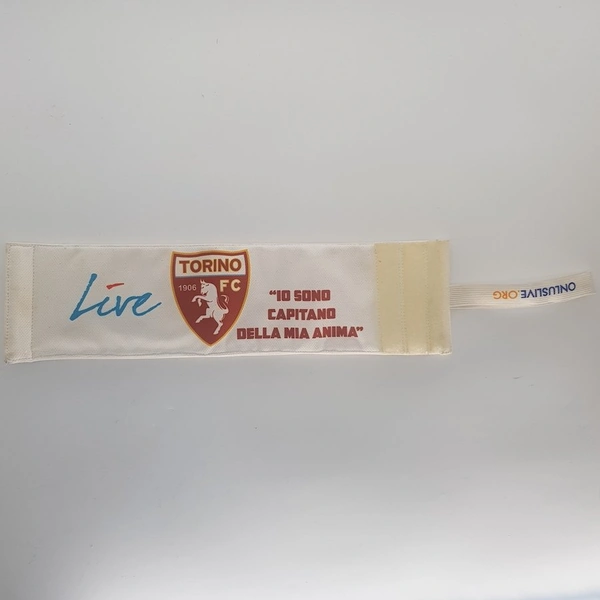 Live
TORINO
1906 FC
"IO SONO
CAPITANO
DELLA MIA ANIMA"
ONLUSLIVE.ORG